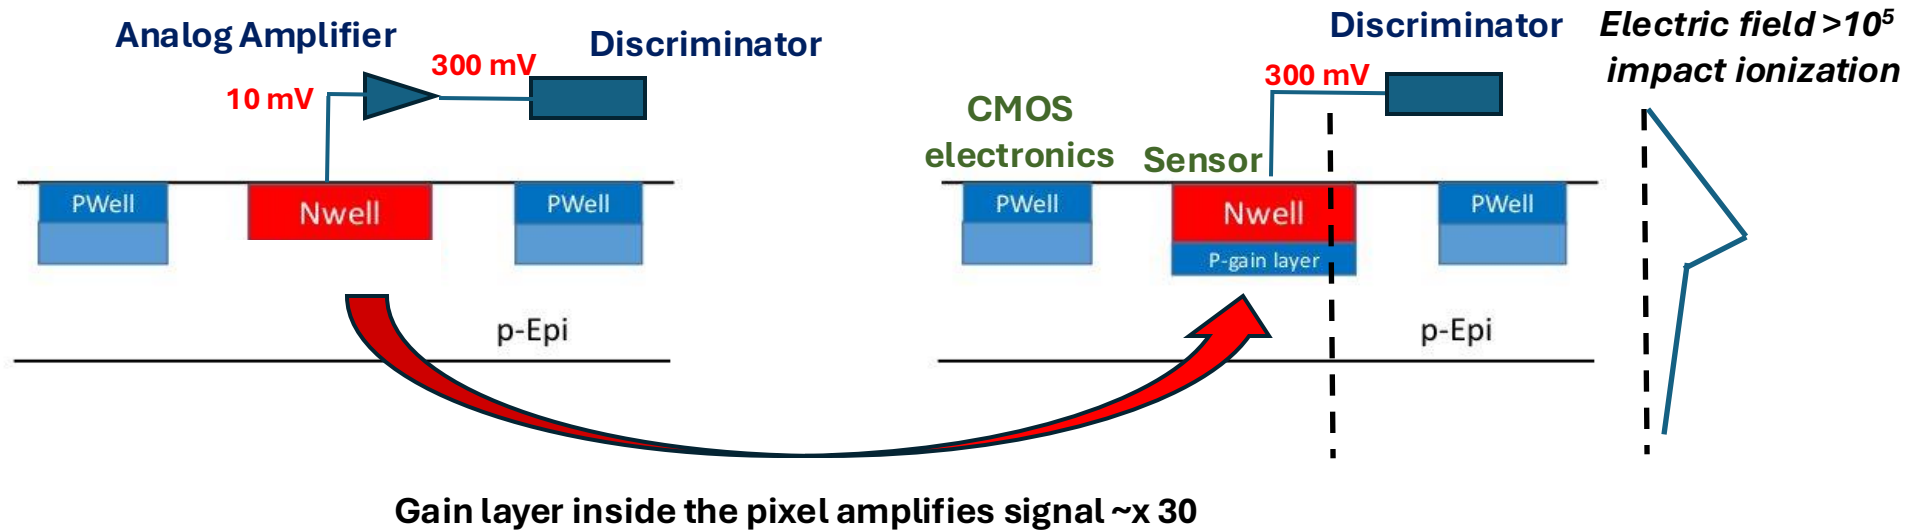 Analog Amplifier
Discriminator
10 mV
300 mV
PWell
Nwell
PWell
p-Epi
Discriminator
300 mV
CMOS
electronics
Sensor
PWell
Nwell
P-gain layer
PWell
p-Epi
Electric field >10⁵
impact ionization
Gain layer inside the pixel amplifies signal ~x 30